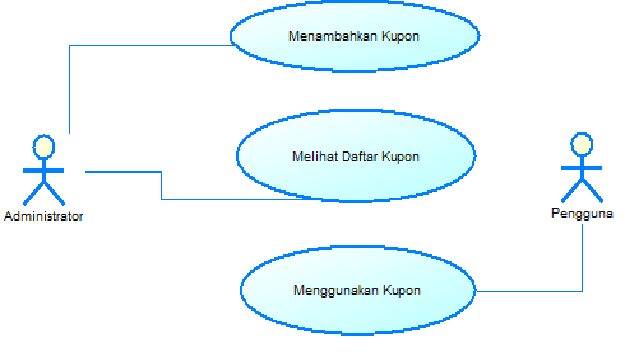 Menambahkan Kupon
Melihat Daftar Kupon
Administrator
Pengguna
Menggunakan Kupon